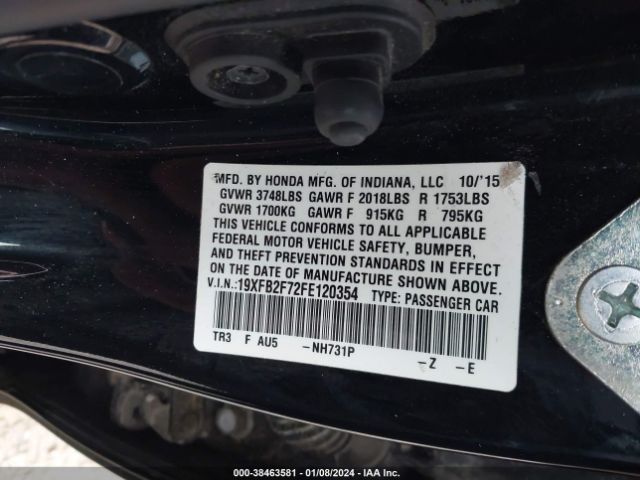 MFD. BY HONDA MFG. OF INDIANA, LLC 10/'15
GVWR 3748LBS GAWR F 2018LBS R 1753LBS
GVWR 1700KG GAWR F 915KG R 795KG
THIS VEHICLE CONFORMS TO ALL APPLICABLE
FEDERAL MOTOR VEHICLE SAFETY, BUMPER,
AND THEFT PREVENTION STANDARDS IN EFFECT
ON THE DATE OF MANUFACTURE SHOWN ABOVE.
V.I.N.:19XFB2F72FE120354 TYPE: PASSENGER CAR
TR3 F AU5 -NH731P -Z -E
000-38463581 - 01/08/2024 - IAA Inc.